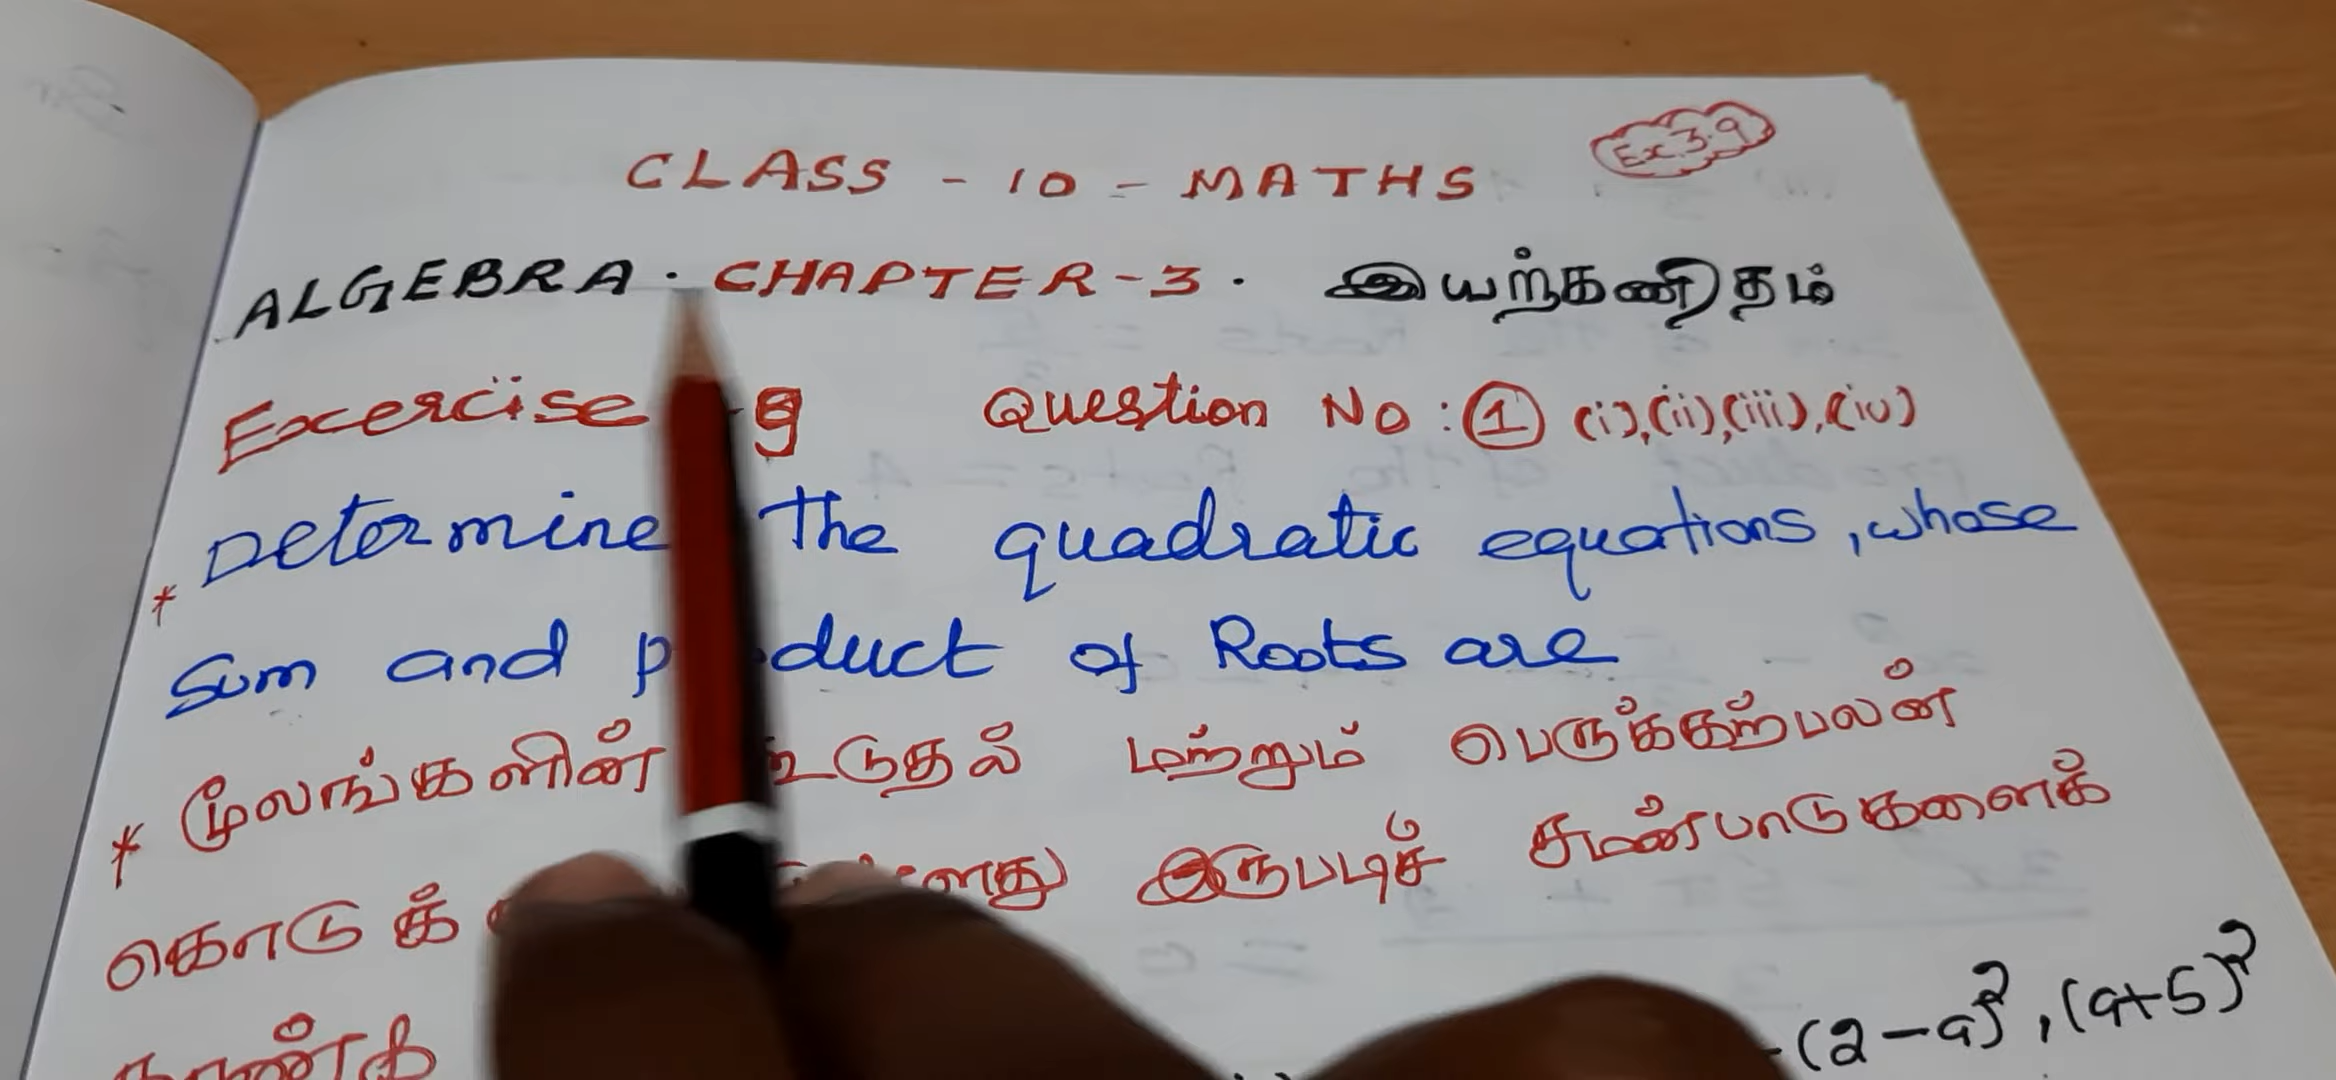 Ex.3.9
CLASS - 10 - MATHS
ALGEBRA . CHAPTER - 3 . இயற்கணிதம்
Exercise 9 Question No : 1 (i), (ii), (iii), (iv)
* Determine the quadratic equations, whose
sum and product of Roots are
* மூலங்களின் கூடுதல் மற்றும் பெருக்கற்பலன்
இருபடிச் சமன்பாடுகளைக்
-(2-a)², (a+5)²